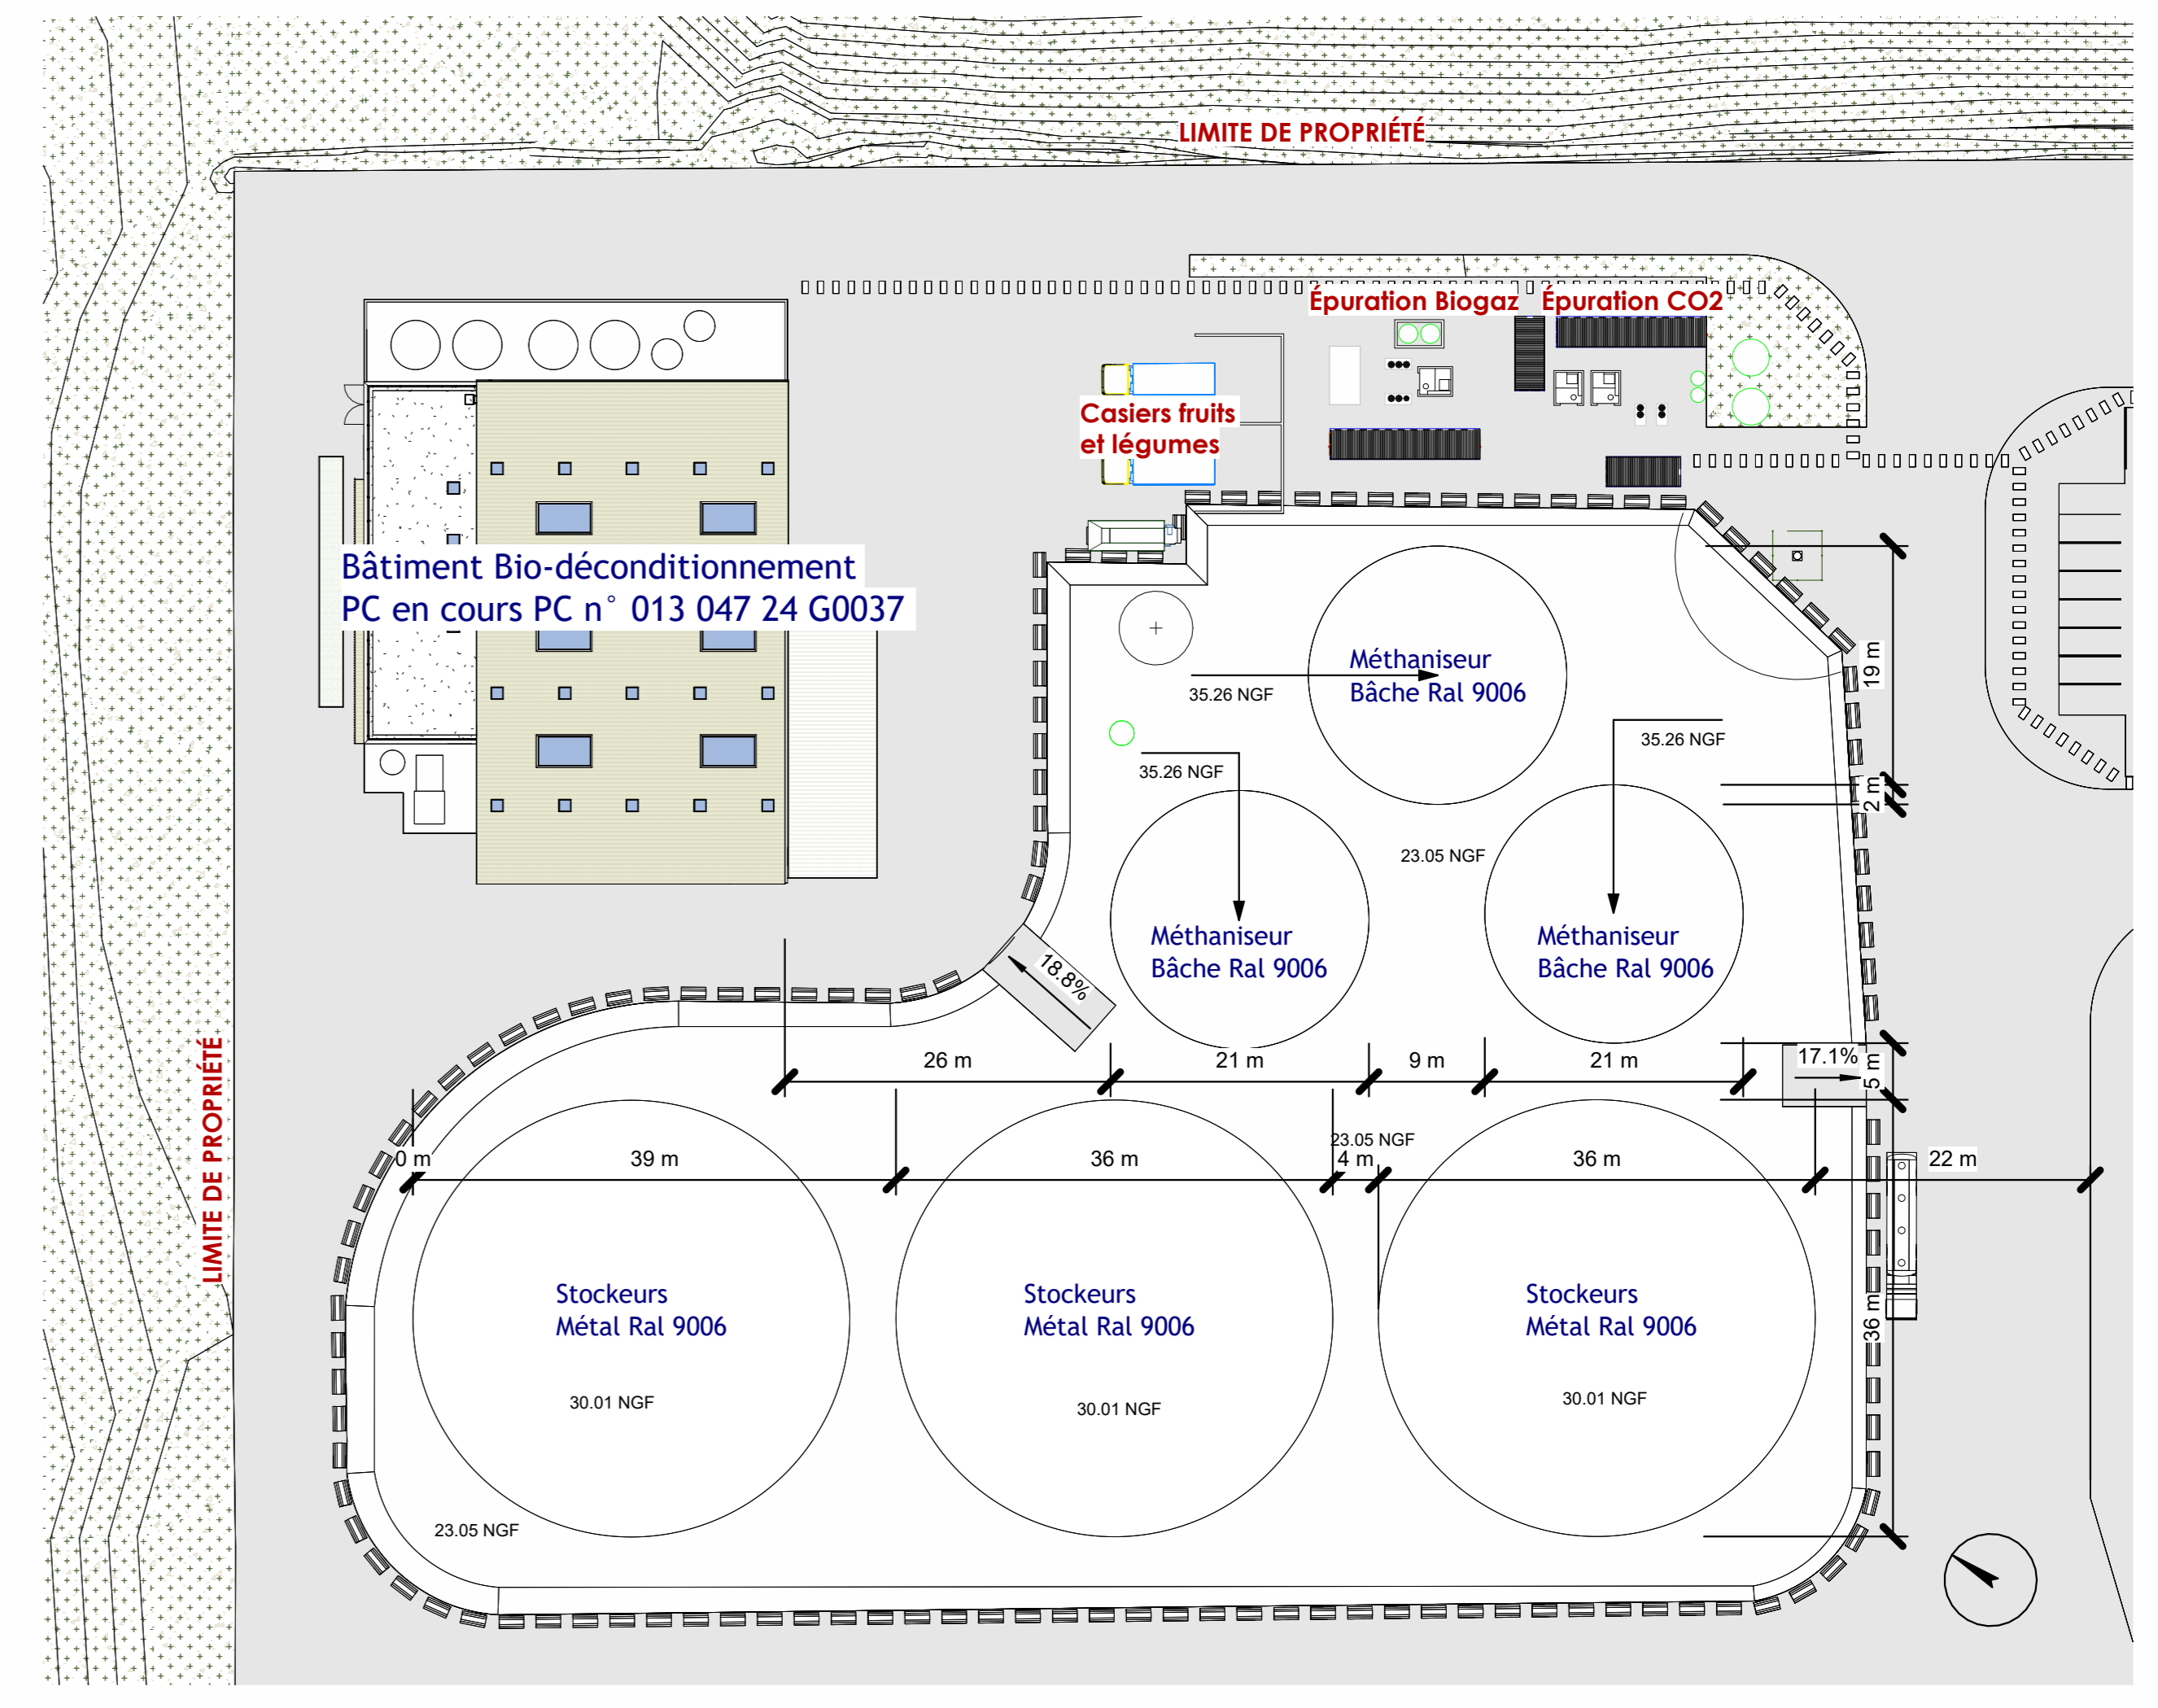 LIMITE DE PROPRIÉTÉ
Épuration Biogaz
Épuration CO2
Casiers fruits
et légumes
Bâtiment Bio-déconditionnement
PC en cours PC n° 013 047 24 G0037
Méthaniseur
Bâche Ral 9006
35.26 NGF
19 m
35.26 NGF
35.26 NGF
2 m
23.05 NGF
Méthaniseur
Bâche Ral 9006
Méthaniseur
Bâche Ral 9006
18.8%
26 m
21 m
9 m
21 m
17.1%
5 m
LIMITE DE PROPRIÉTÉ
23.05 NGF
0 m
39 m
36 m
4 m
36 m
22 m
Stockeurs
Métal Ral 9006
Stockeurs
Métal Ral 9006
Stockeurs
Métal Ral 9006
36 m
30.01 NGF
30.01 NGF
30.01 NGF
23.05 NGF